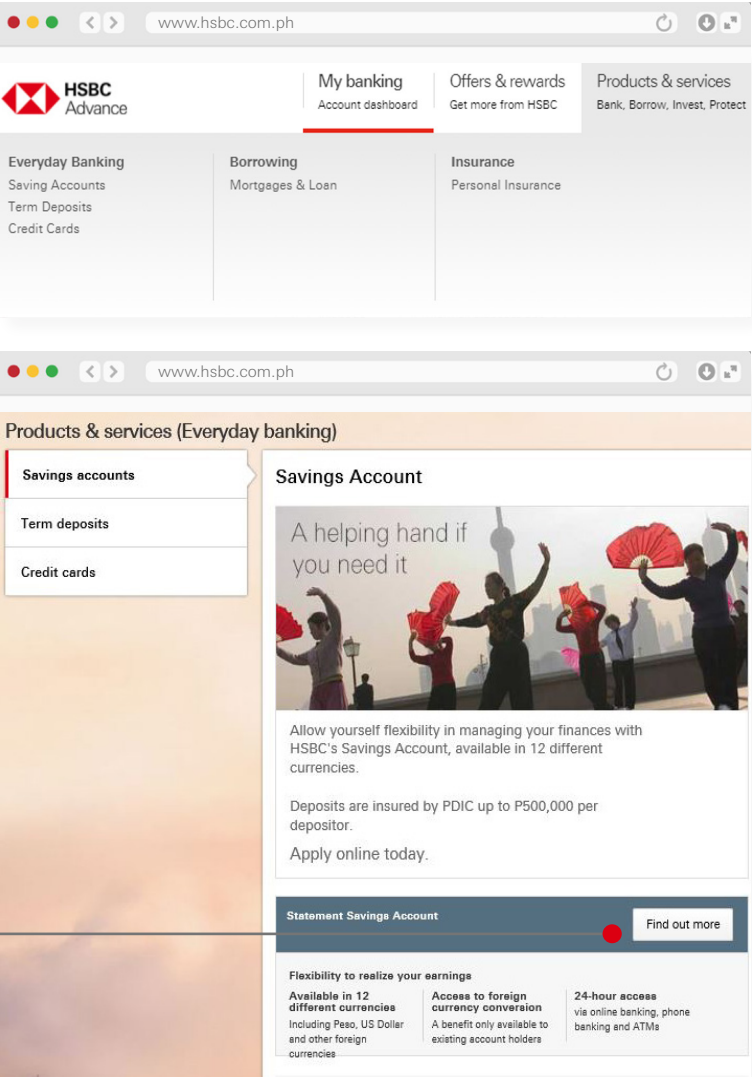 www.hsbc.com.ph
HSBC
Advance
My banking
Account dashboard
Offers & rewards
Get more from HSBC
Products & services
Bank, Borrow, Invest, Protect
Everyday Banking
Saving Accounts
Term Deposits
Credit Cards
Borrowing
Mortgages & Loan
Insurance
Personal Insurance
www.hsbc.com.ph
Products & services (Everyday banking)
Savings accounts
Term deposits
Credit cards
Savings Account
A helping hand if
you need it
Allow yourself flexibility in managing your finances with
HSBC's Savings Account, available in 12 different
currencies.
Deposits are insured by PDIC up to P500,000 per
depositor.
Apply online today.
Statement Savings Account
Find out more
Flexibility to realize your earnings
Available in 12
different currencies
Including Peso, US Dollar
and other foreign
currencies
Access to foreign
currency conversion
A benefit only available to
existing account holders
24-hour access
via online banking, phone
banking and ATMs